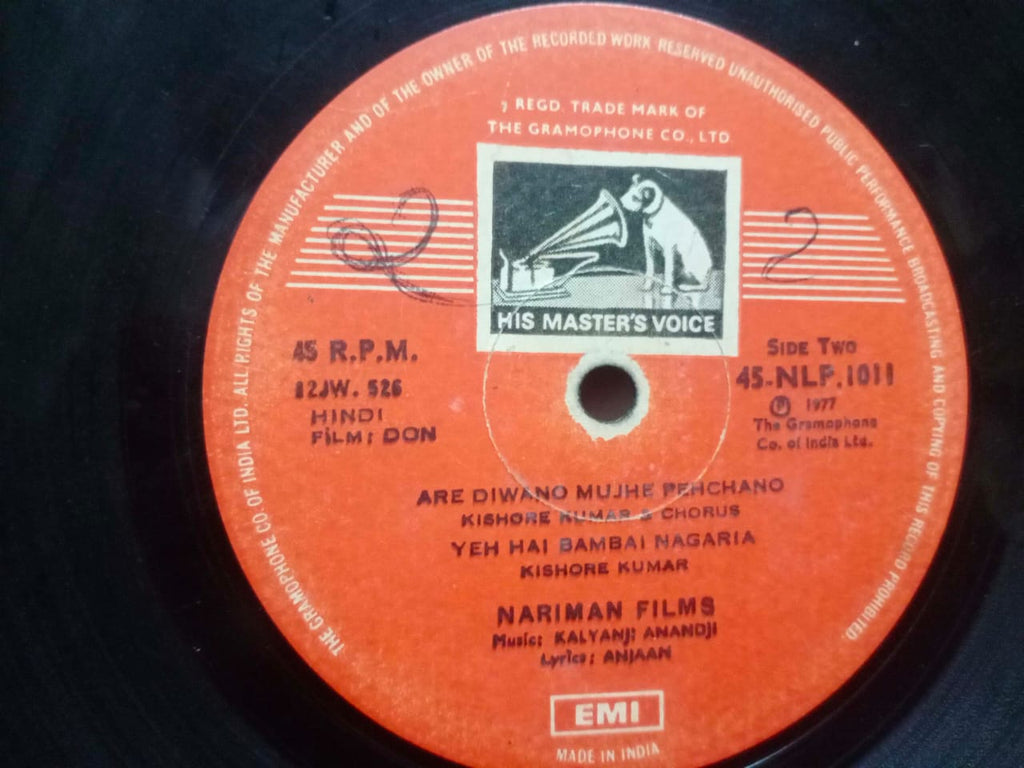 THE GRAMOPHONE CO. OF INDIA LTD. ALL RIGHTS OF THE MANUFACTURER AND OF THE OWNER OF THE RECORDED WORK RESERVED UNAUTHORISED PUBLIC PERFORMANCE BROADCASTING AND COPYING OF THIS RECORD PROHIBITED.
REGD. TRADE MARK OF
THE GRAMOPHONE CO., LTD
2
2
HIS MASTER'S VOICE
45 R.P.M.
HINDI
FILM: DON
SIDE TWO
45-NLP.1011
Ⓟ 1977
The Gramophone
Co. of India Ltd.
ARE DIWANO MUJHE PEHCHANO
KISHORE KUMAR & CHORUS
YEH HAI BAMBAI NAGARIA
KISHORE KUMAR
NARIMAN FILMS
Music: KALYANJI ANANDJI
Lyrics: ANJAAN
EMI
MADE IN INDIA